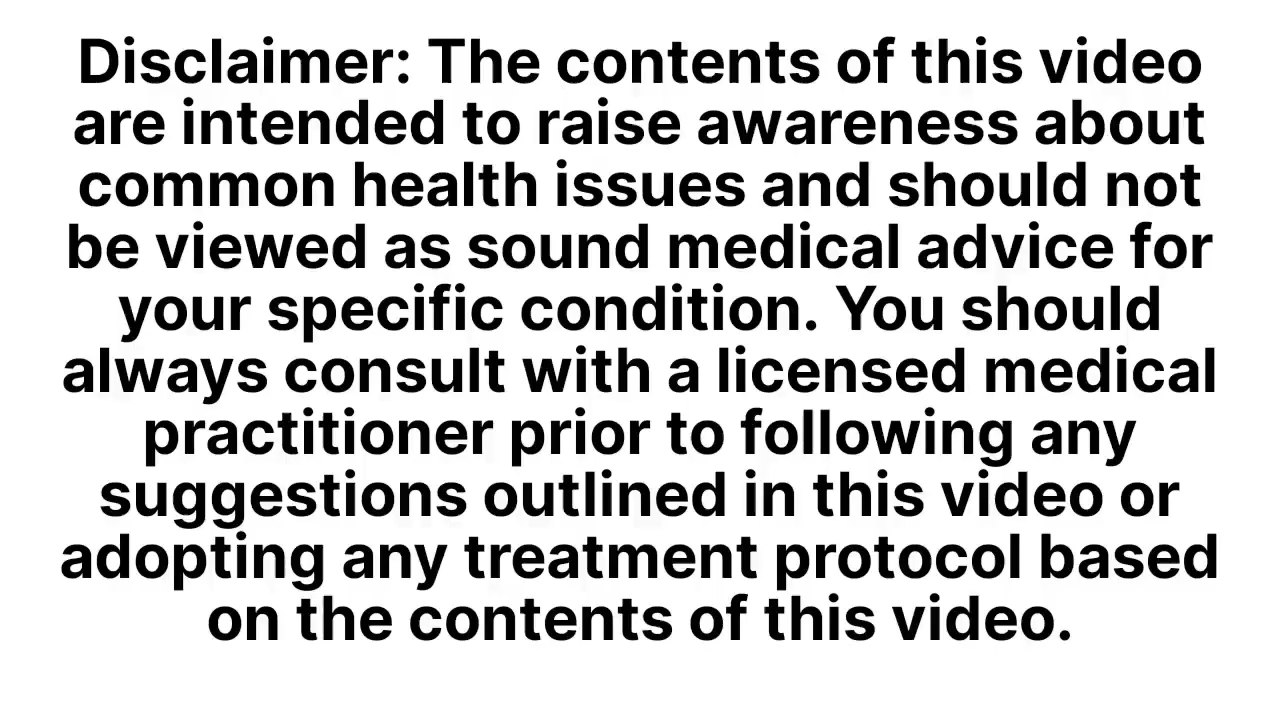 Disclaimer: The contents of this video
are intended to raise awareness about
common health issues and should not
be viewed as sound medical advice for
your specific condition. You should
always consult with a licensed medical
practitioner prior to following any
suggestions outlined in this video or
adopting any treatment protocol based
on the contents of this video.